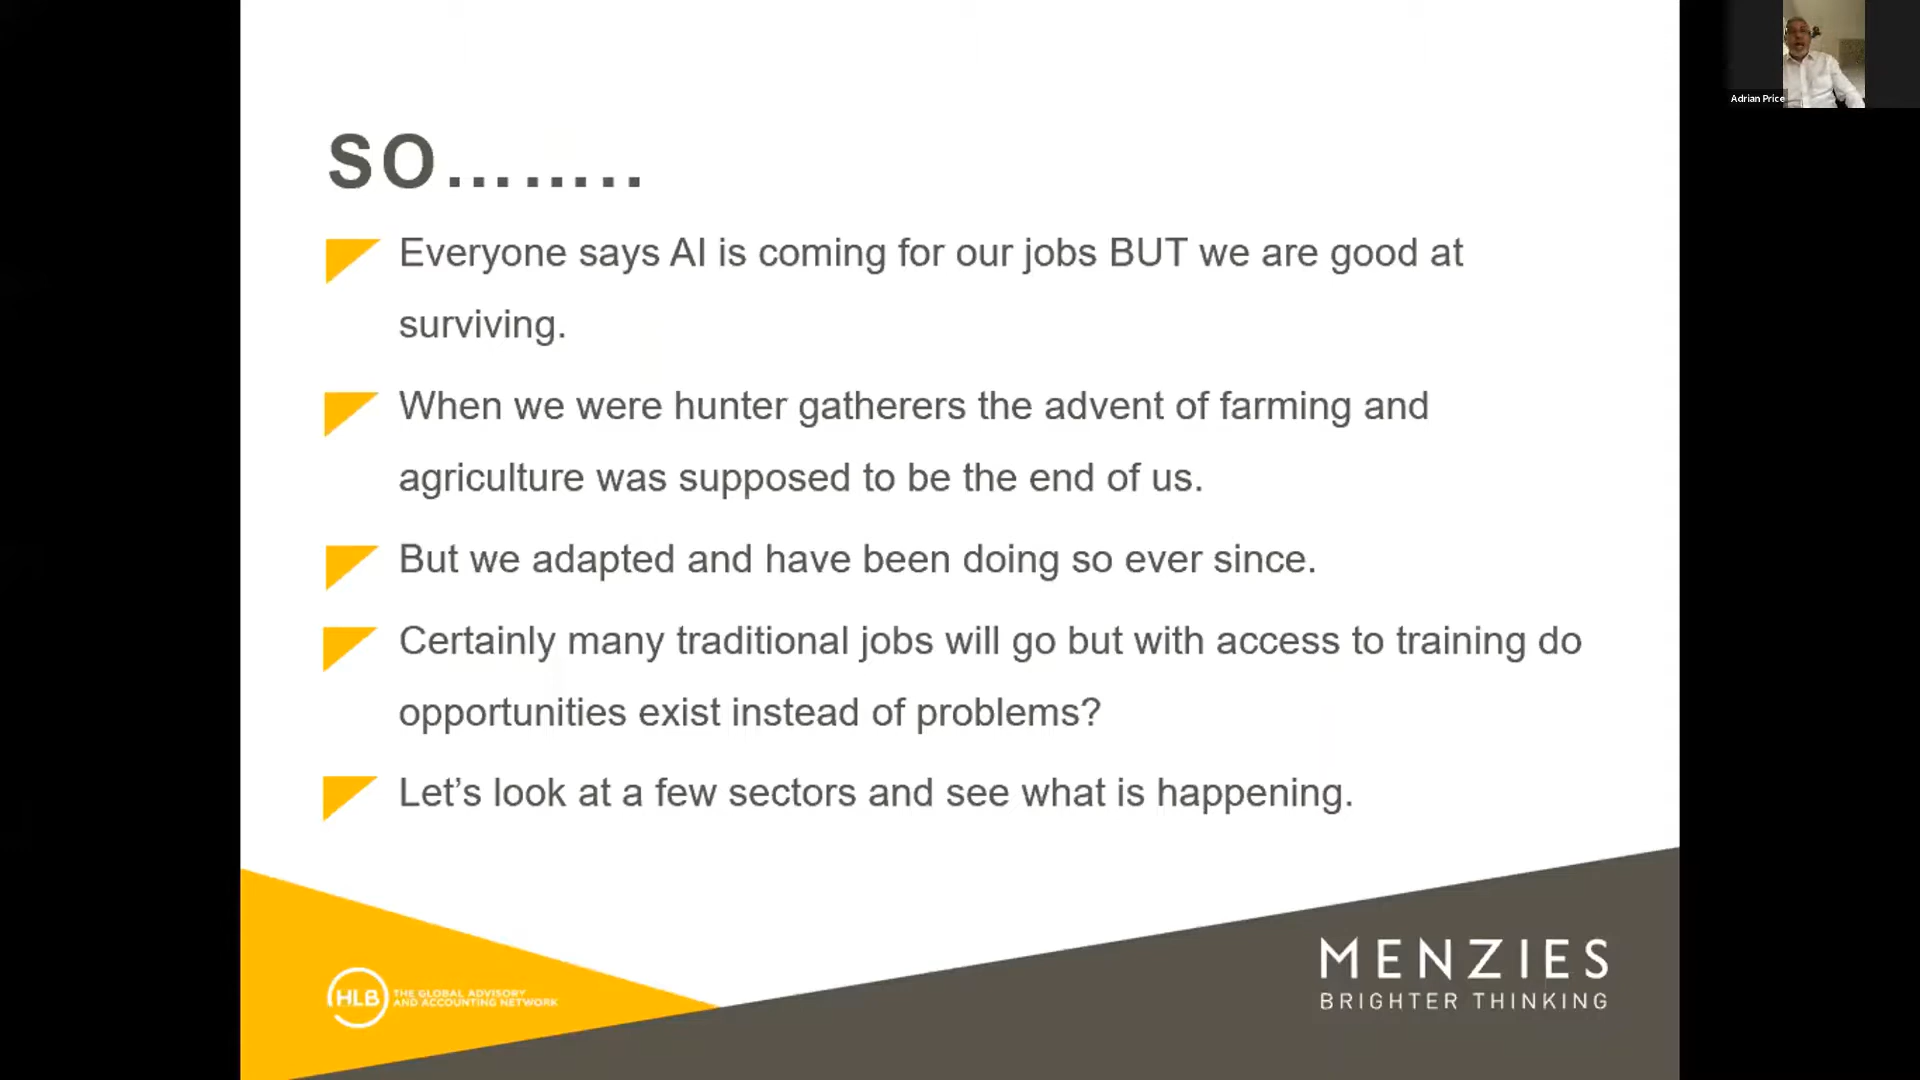 Adrian Price
SO........
Everyone says AI is coming for our jobs BUT we are good at
surviving.
When we were hunter gatherers the advent of farming and
agriculture was supposed to be the end of us.
But we adapted and have been doing so ever since.
Certainly many traditional jobs will go but with access to training do
opportunities exist instead of problems?
Let’s look at a few sectors and see what is happening.
HLB
THE GLOBAL ADVISORY
AND ACCOUNTING NETWORK
MENZIES
BRIGHTER THINKING